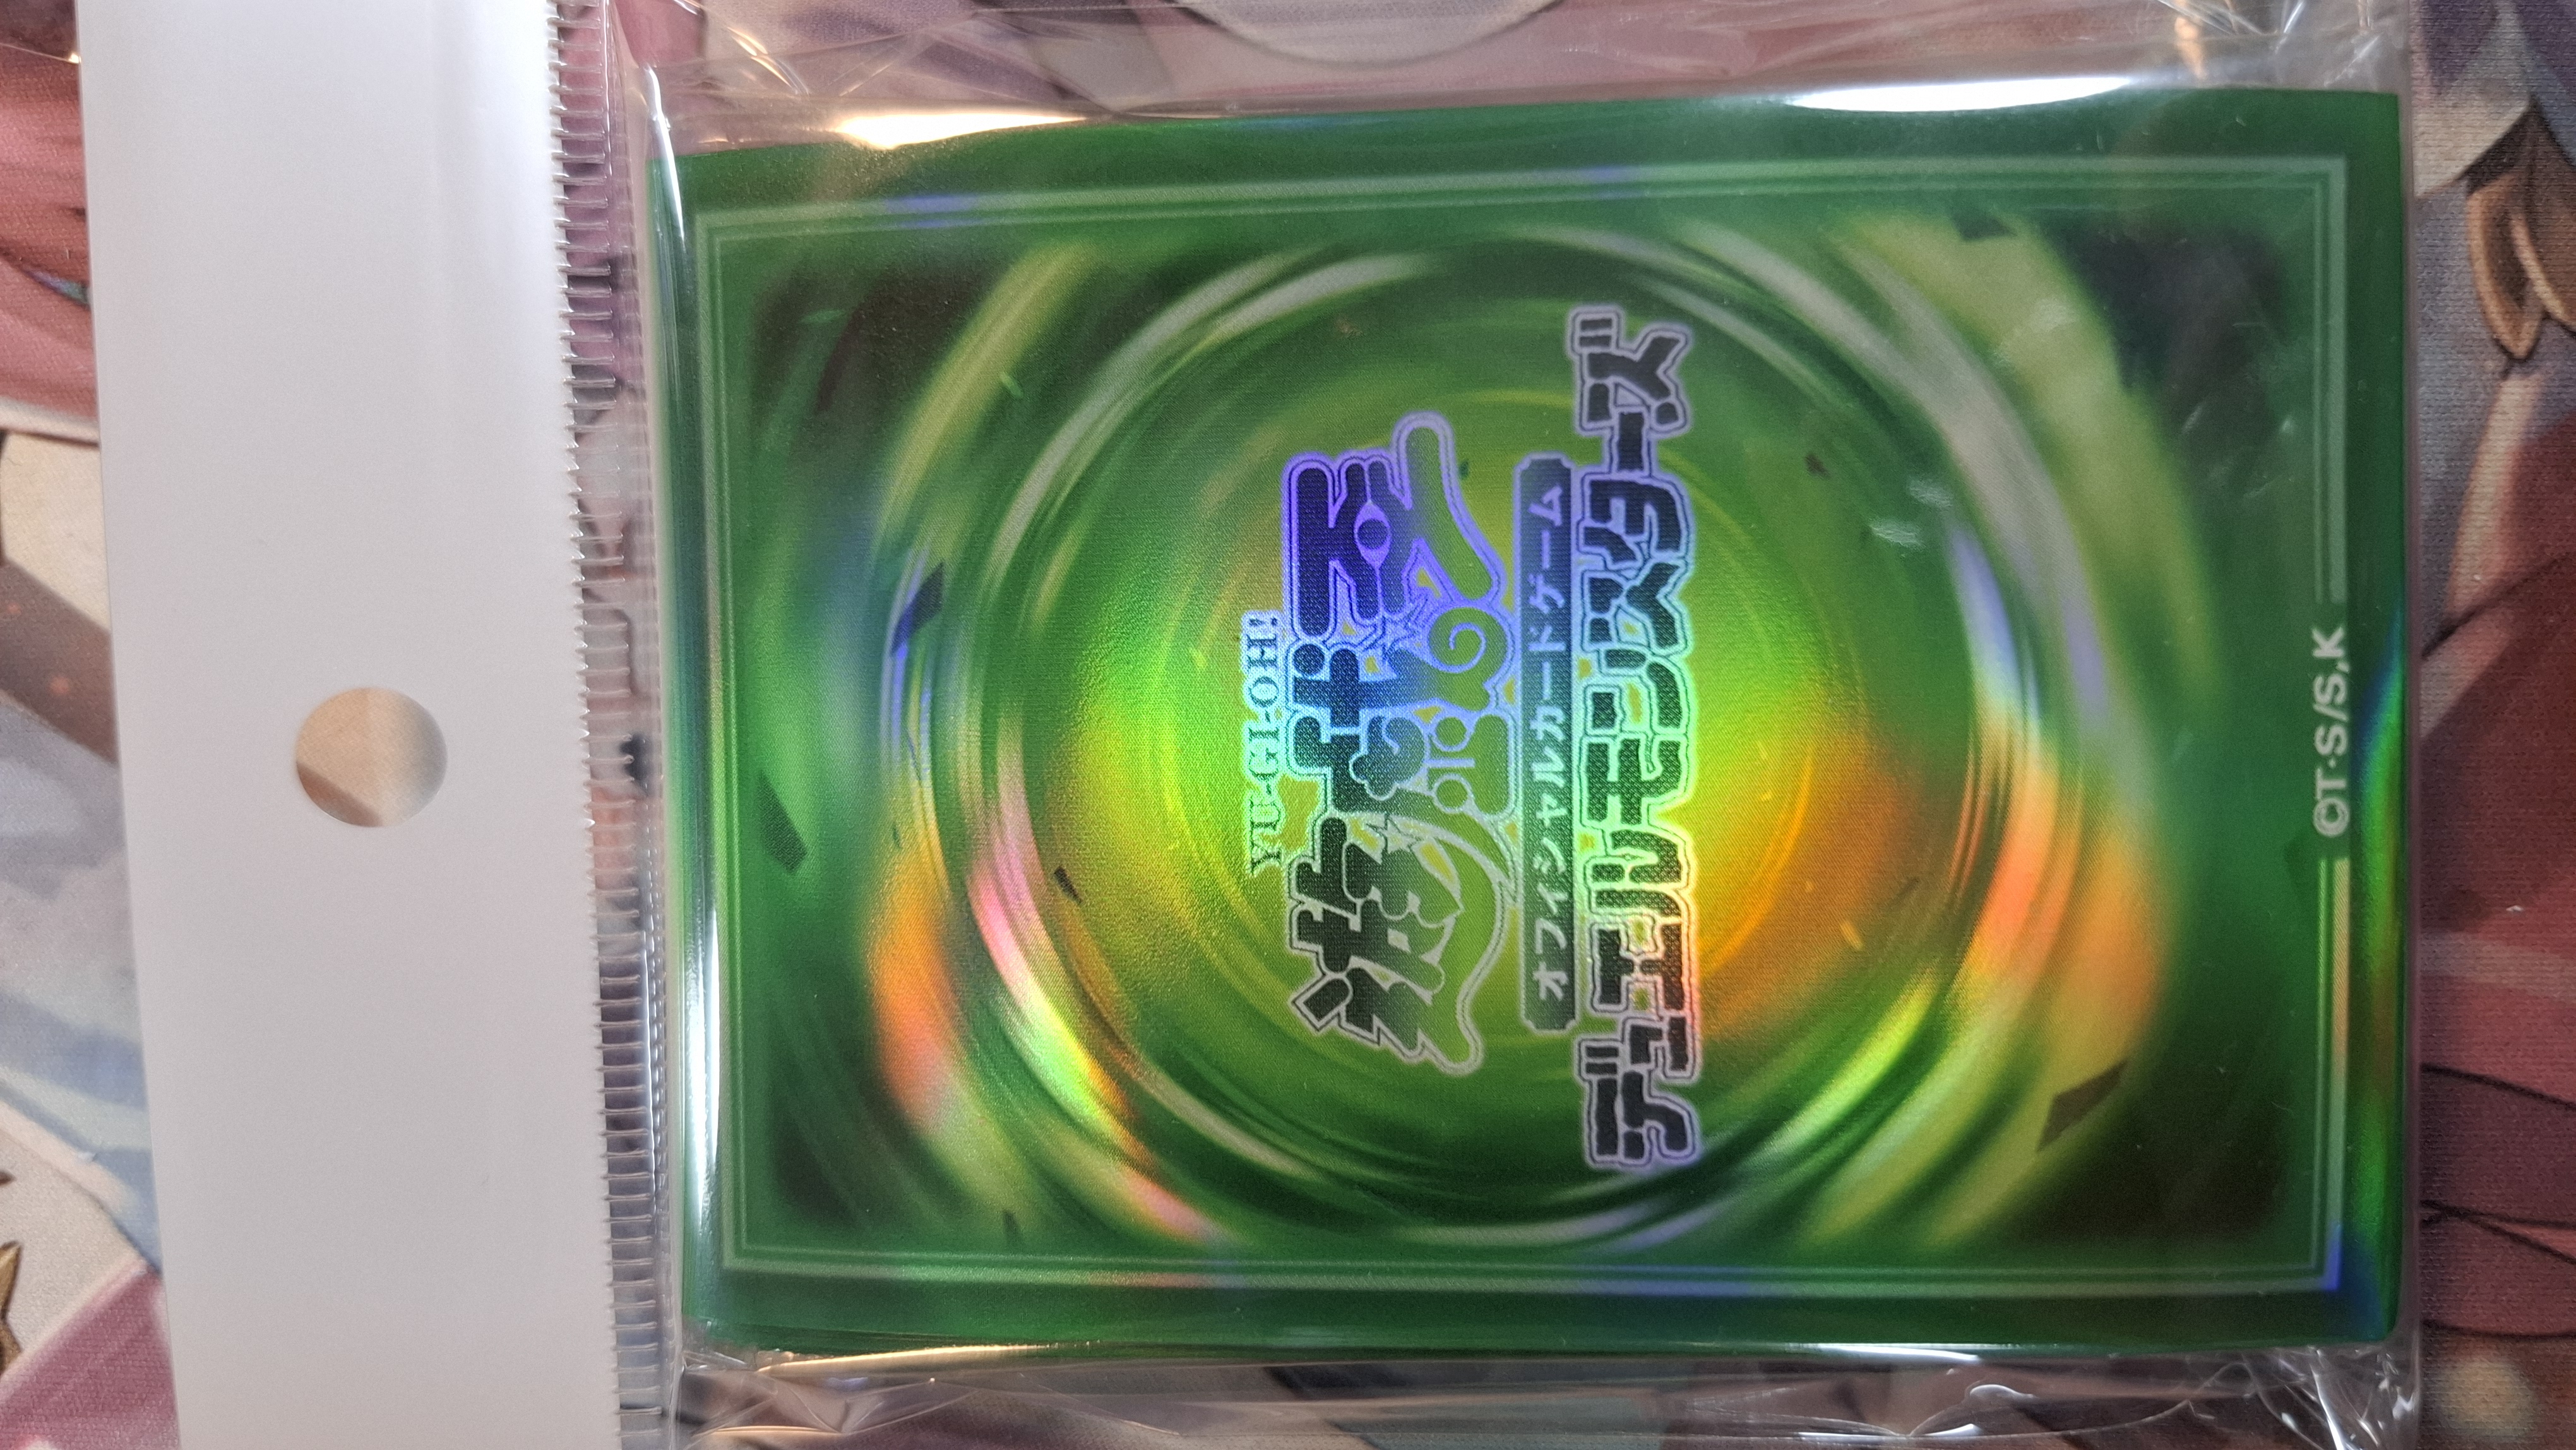 YU-GI-OH!
遊☆戯☆王
オフィシャルカードゲーム
デュエルモンスターズ
©T･S/S,K